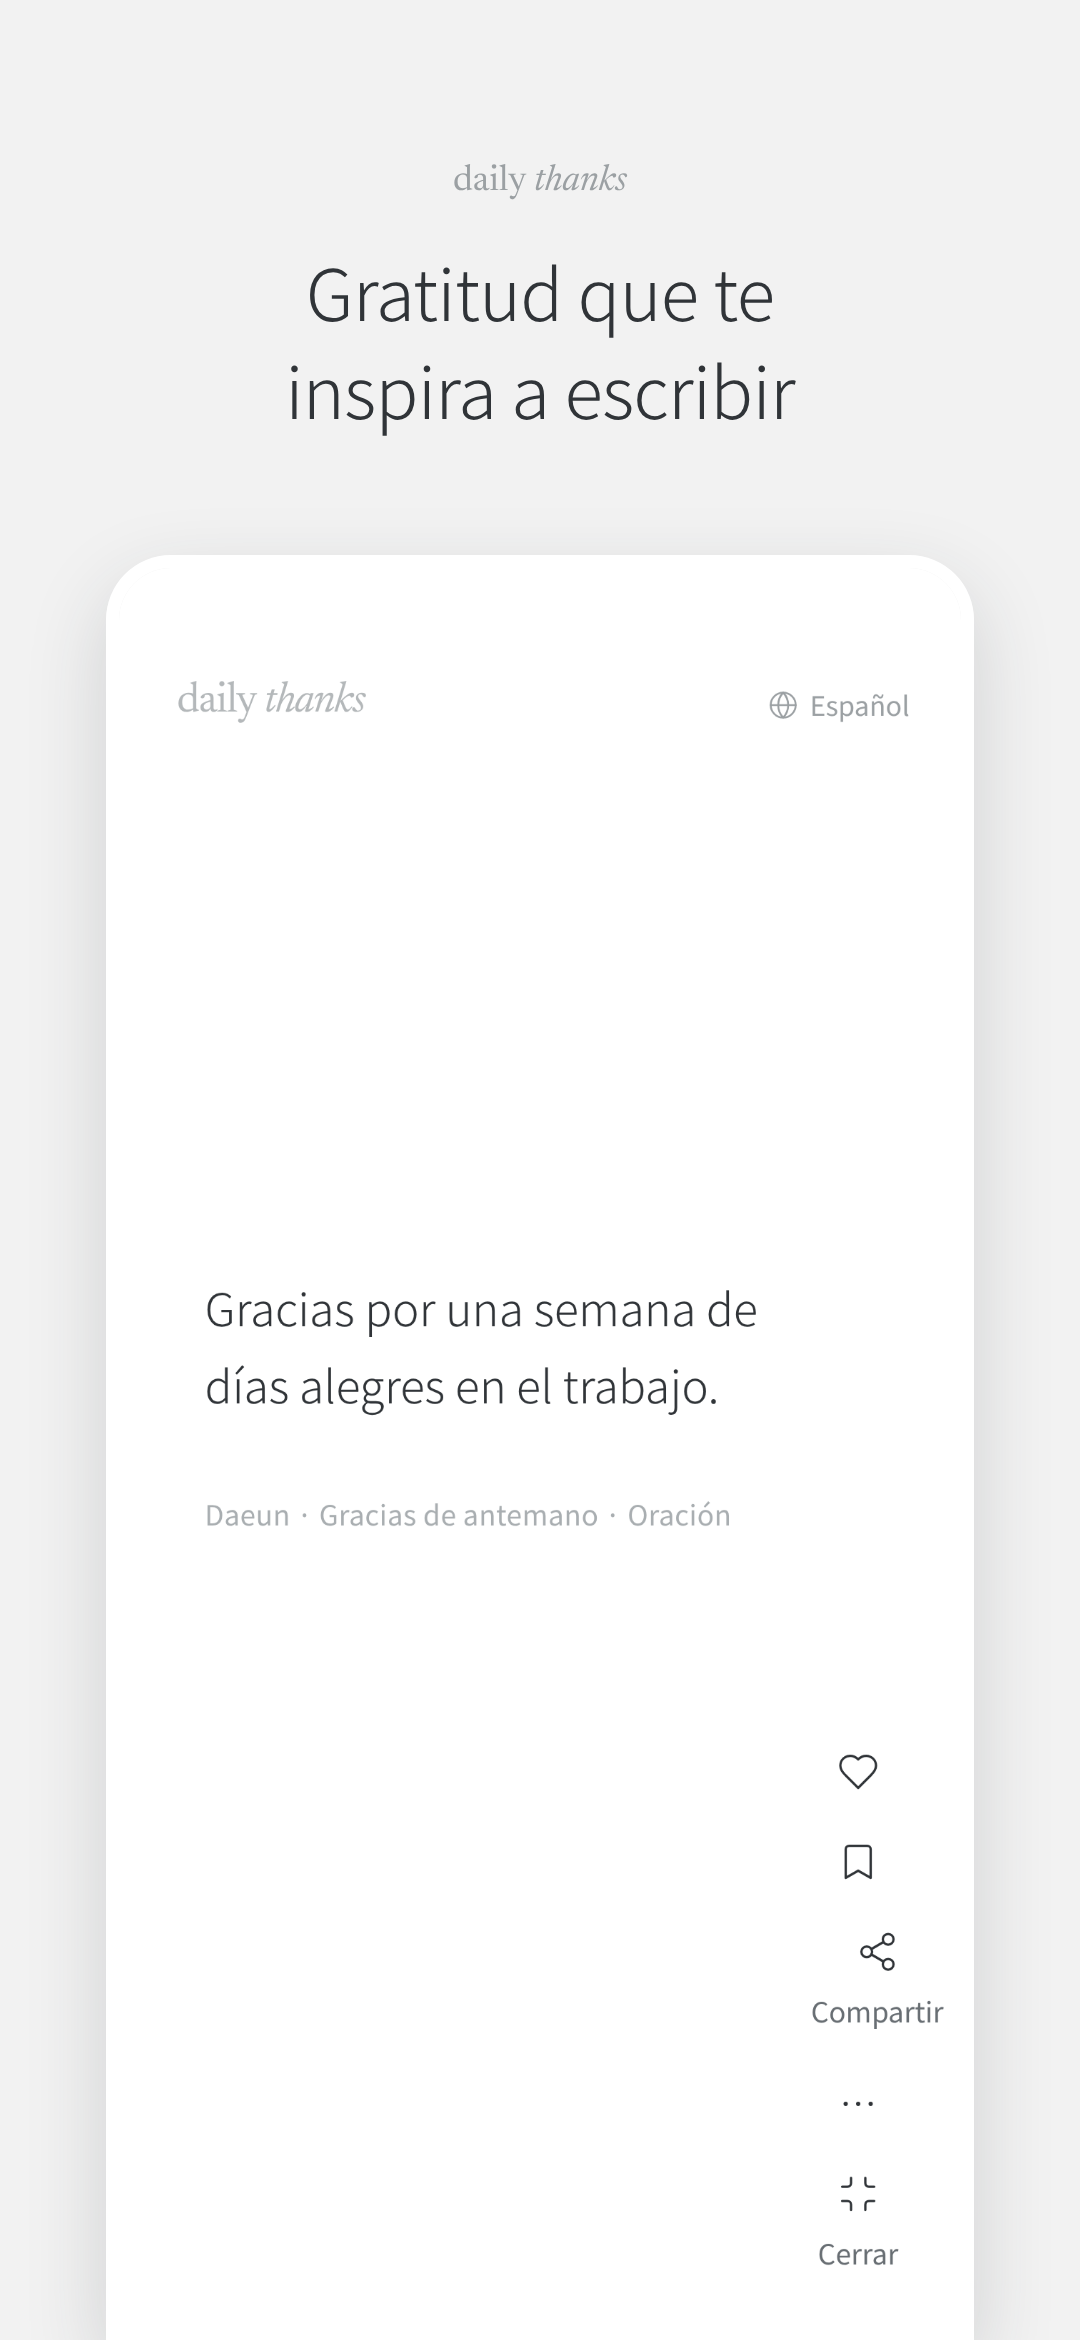 daily thanks
Gratitud que te
inspira a escribir
daily thanks
Español
Gracias por una semana de
días alegres en el trabajo.
Daeun · Gracias de antemano · Oración
Compartir
...
Cerrar